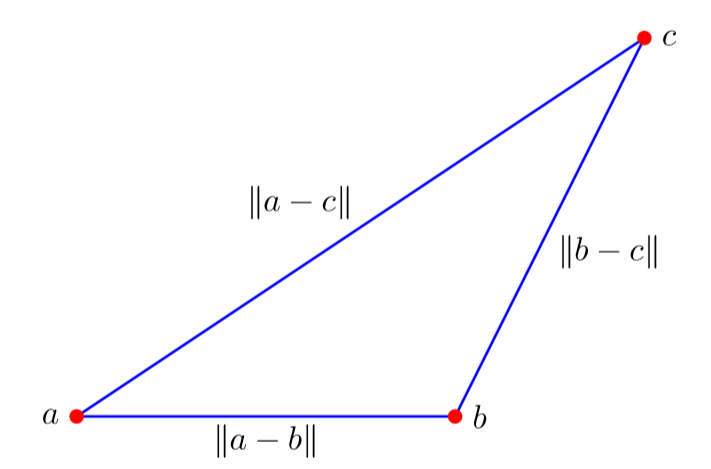 c
‖a − c‖
‖b − c‖
a
b
‖a − b‖